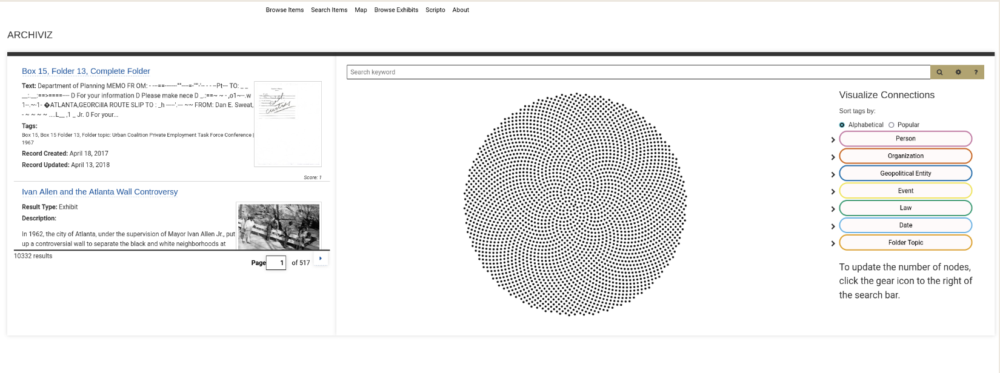 Browse Items Search Items Map Browse Exhibits Scripto About
ARCHIVIZ
Box 15, Folder 13, Complete Folder
Text: Department of Planning MEMO FR OM: - ---==-------""----=-'"'-'-- - - --Pt--- TO: _ _
__:.__:==>====---- D For your information D Please make nece D _.:==~ ~ - ,o1~--.w
1--.~-1- �ATLANTA,GEORCillA ROUTE SLIP TO : _h -----'.--- ~~ FROM: Dan E. Sweat,
- ~ ~ ~ ~ ....L__ ,1 _ Jr. 0 For your...
Tags:
Box 15, Box 15 Folder 13, Folder topic: Urban Coalition Private Employment Task Force Conference |
1967
Record Created: April 18, 2017
Record Updated: April 13, 2018
Score: 1
Ivan Allen and the Atlanta Wall Controversy
Result Type: Exhibit
Description:
In 1962, the city of Atlanta, under the supervision of Mayor Ivan Allen Jr., put
up a controversial wall to separate the black and white neighborhoods at
10332 results
Page 1 of 517
Search keyword
?
Visualize Connections
Sort tags by:
Alphabetical Popular
Person
Organization
Geopolitical Entity
Event
Law
Date
Folder Topic
To update the number of nodes,
click the gear icon to the right of
the search bar.